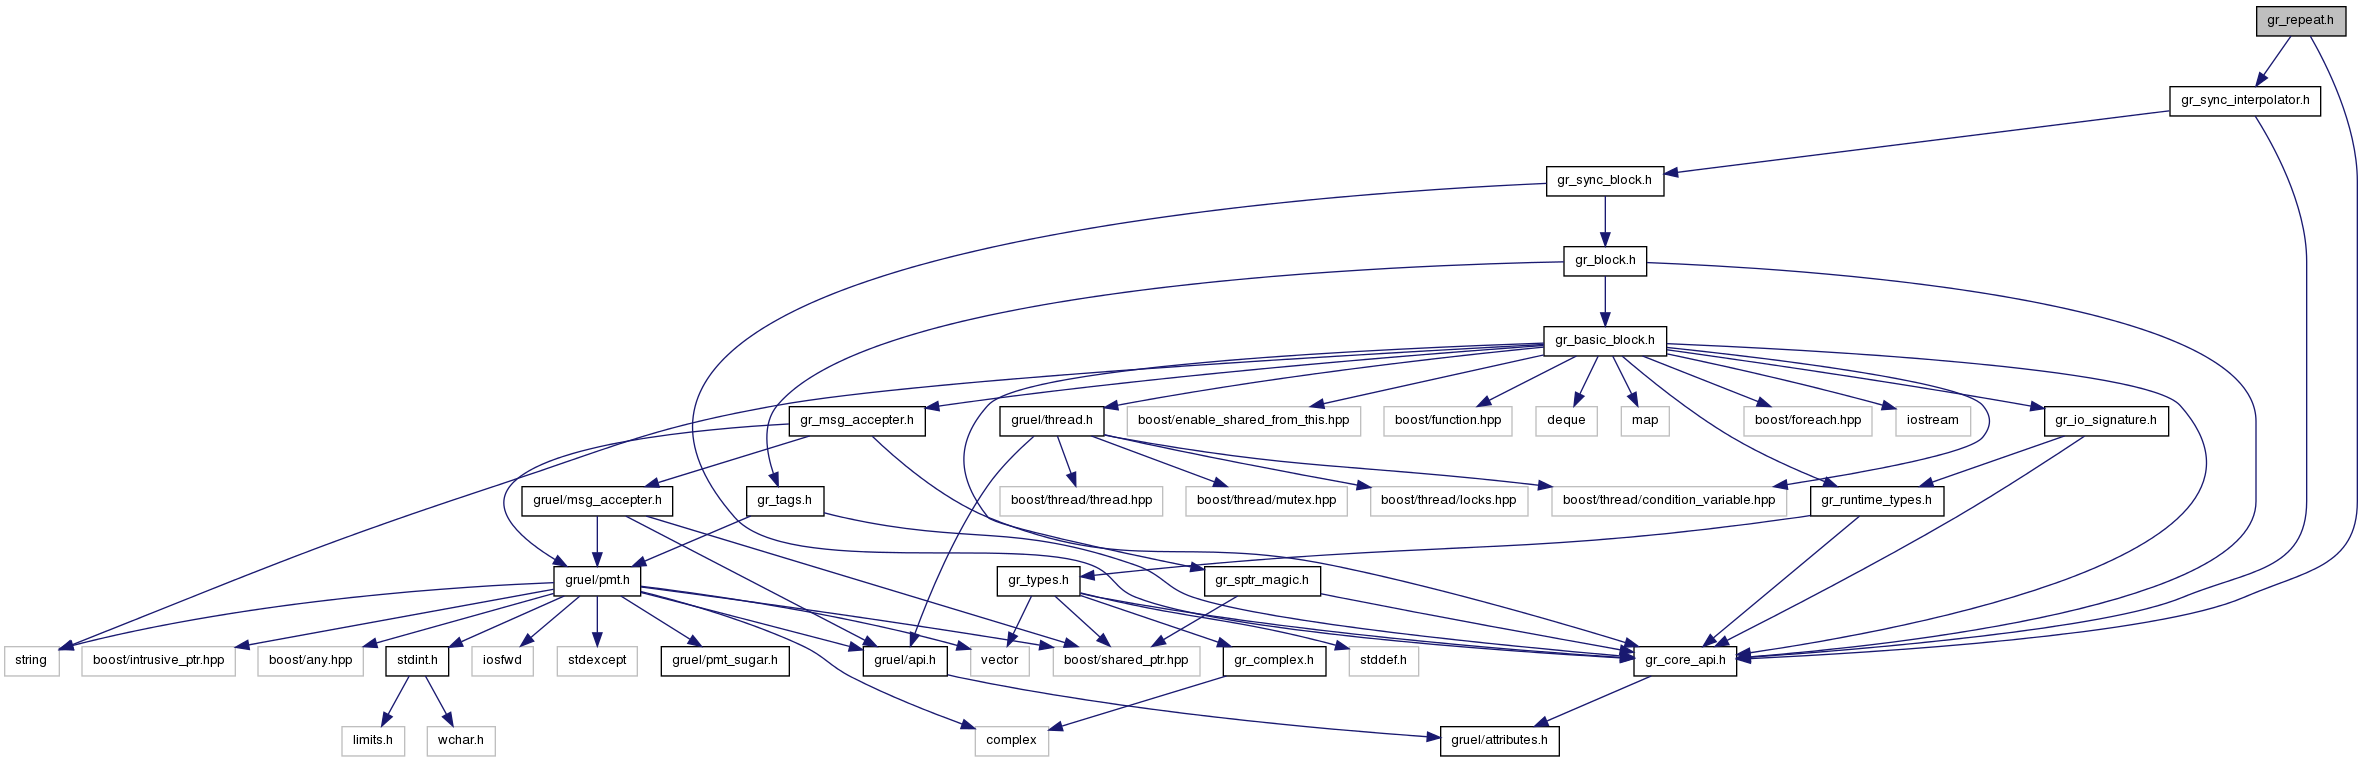 gr_repeat.h
gr_sync_interpolator.h
gr_sync_block.h
gr_block.h
gr_basic_block.h
gr_msg_accepter.h
gruel/thread.h
boost/enable_shared_from_this.hpp
boost/function.hpp
deque
map
boost/foreach.hpp
iostream
gr_io_signature.h
gruel/msg_accepter.h
gr_tags.h
boost/thread/thread.hpp
boost/thread/mutex.hpp
boost/thread/locks.hpp
boost/thread/condition_variable.hpp
gr_runtime_types.h
gruel/pmt.h
gr_types.h
gr_sptr_magic.h
string
boost/intrusive_ptr.hpp
boost/any.hpp
stdint.h
iosfwd
stdexcept
gruel/pmt_sugar.h
gruel/api.h
vector
boost/shared_ptr.hpp
gr_complex.h
stddef.h
gr_core_api.h
limits.h
wchar.h
complex
gruel/attributes.h